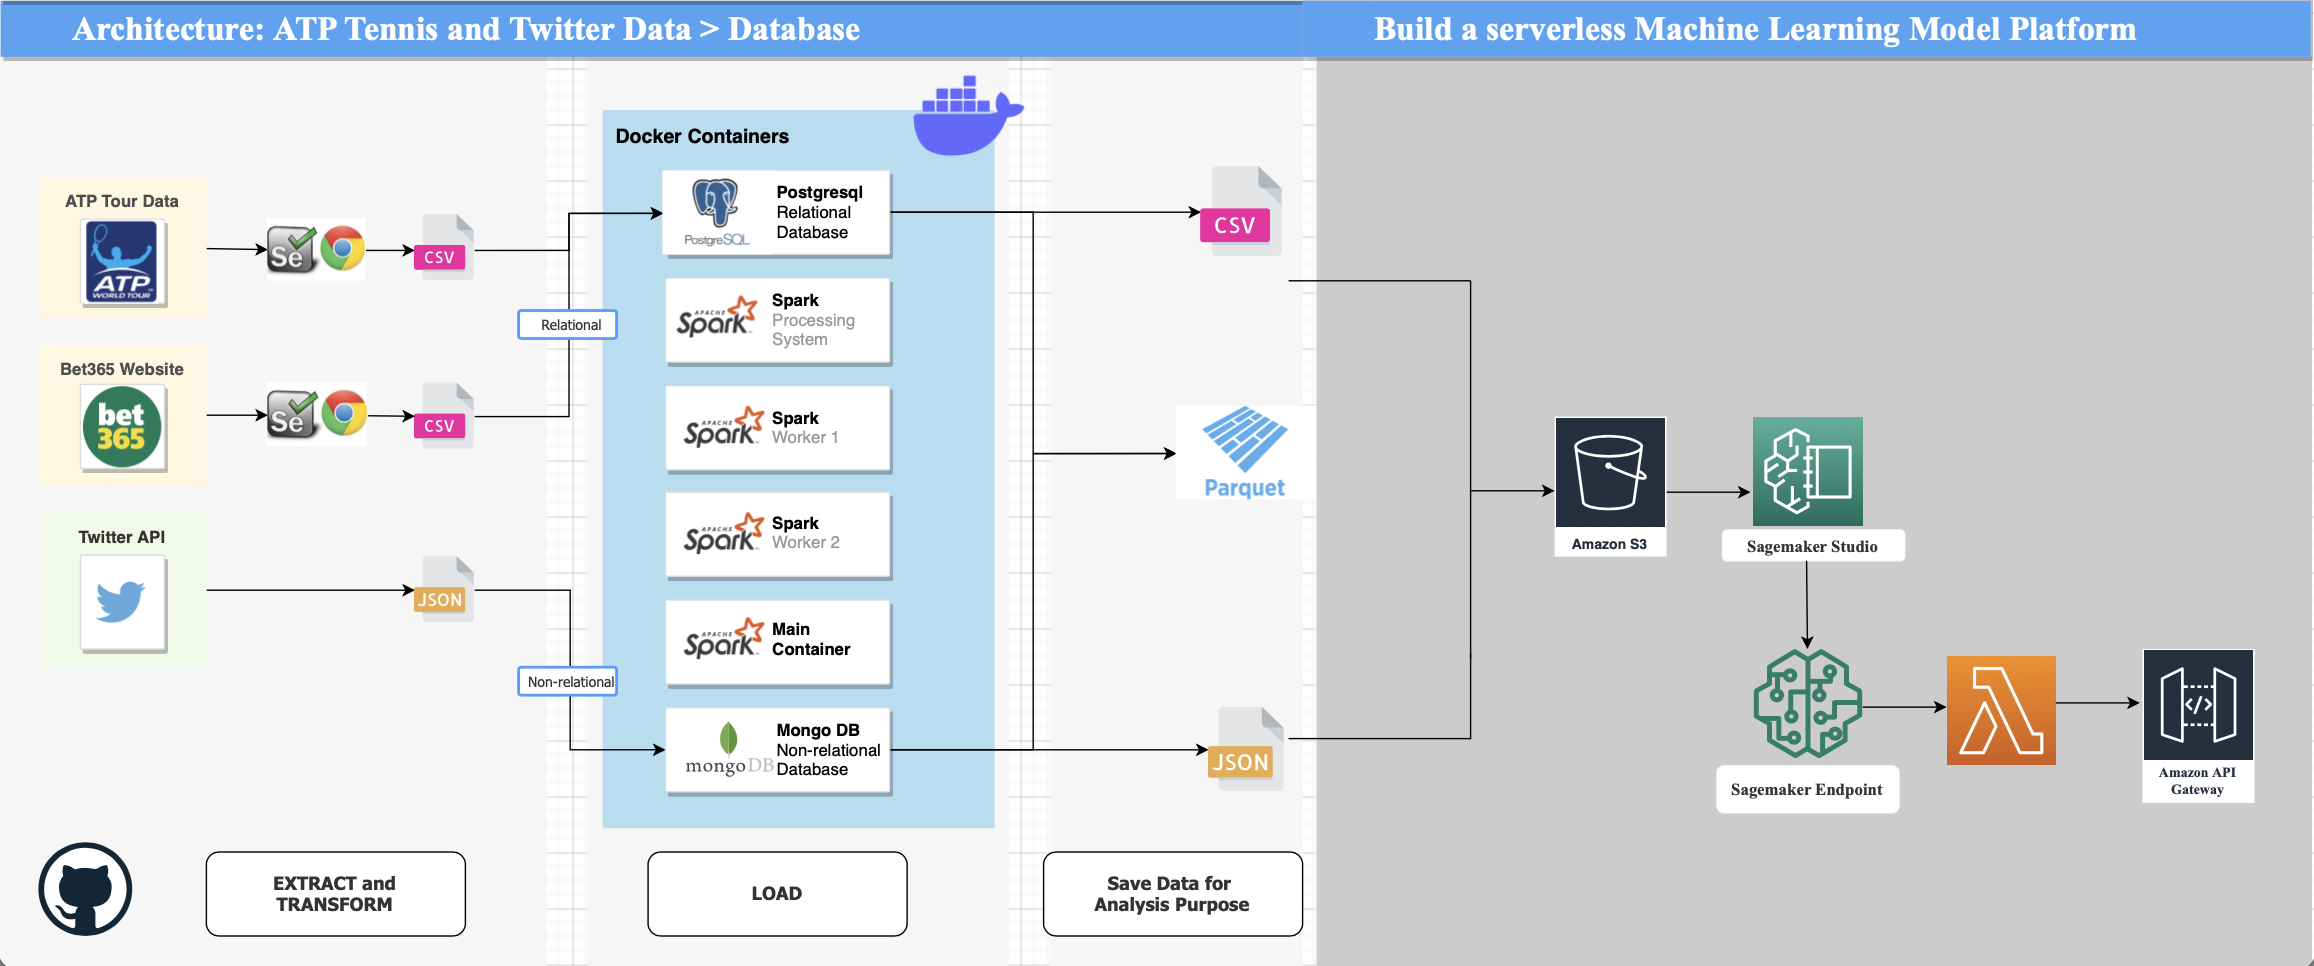 Architecture: ATP Tennis and Twitter Data > Database
Build a serverless Machine Learning Model Platform
ATP Tour Data
ATP
WORLD TOUR
Se
CSV
Bet365 Website
bet
365
Se
CSV
Twitter API
JSON
Relational
Non-relational
Docker Containers
PostgreSQL
Postgresql
Relational
Database
APACHE
Spark
Spark
Processing
System
APACHE
Spark
Spark
Worker 1
APACHE
Spark
Spark
Worker 2
APACHE
Spark
Main
Container
mongoDB
Mongo DB
Non-relational
Database
CSV
Parquet
JSON
Amazon S3
Sagemaker Studio
Sagemaker Endpoint
</>
Amazon API
Gateway
EXTRACT and
TRANSFORM
LOAD
Save Data for
Analysis Purpose